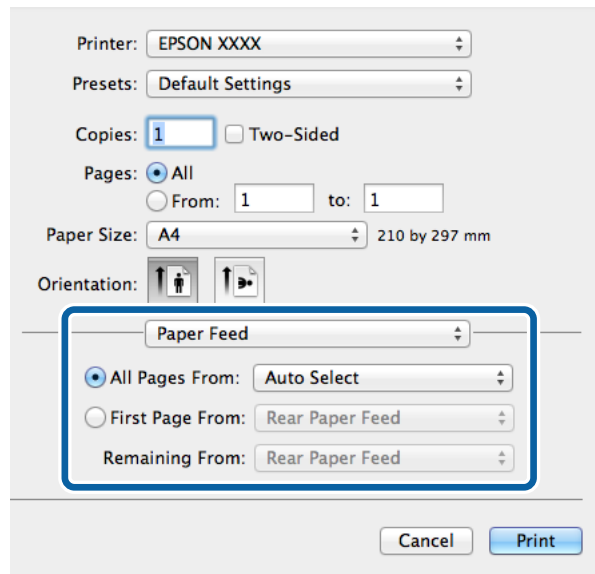 Printer: EPSON XXXX
Presets: Default Settings
Copies: 1 Two-Sided
Pages: All
From: 1 to: 1
Paper Size: A4 210 by 297 mm
Orientation:
Paper Feed
All Pages From: Auto Select
First Page From: Rear Paper Feed
Remaining From: Rear Paper Feed
Cancel Print